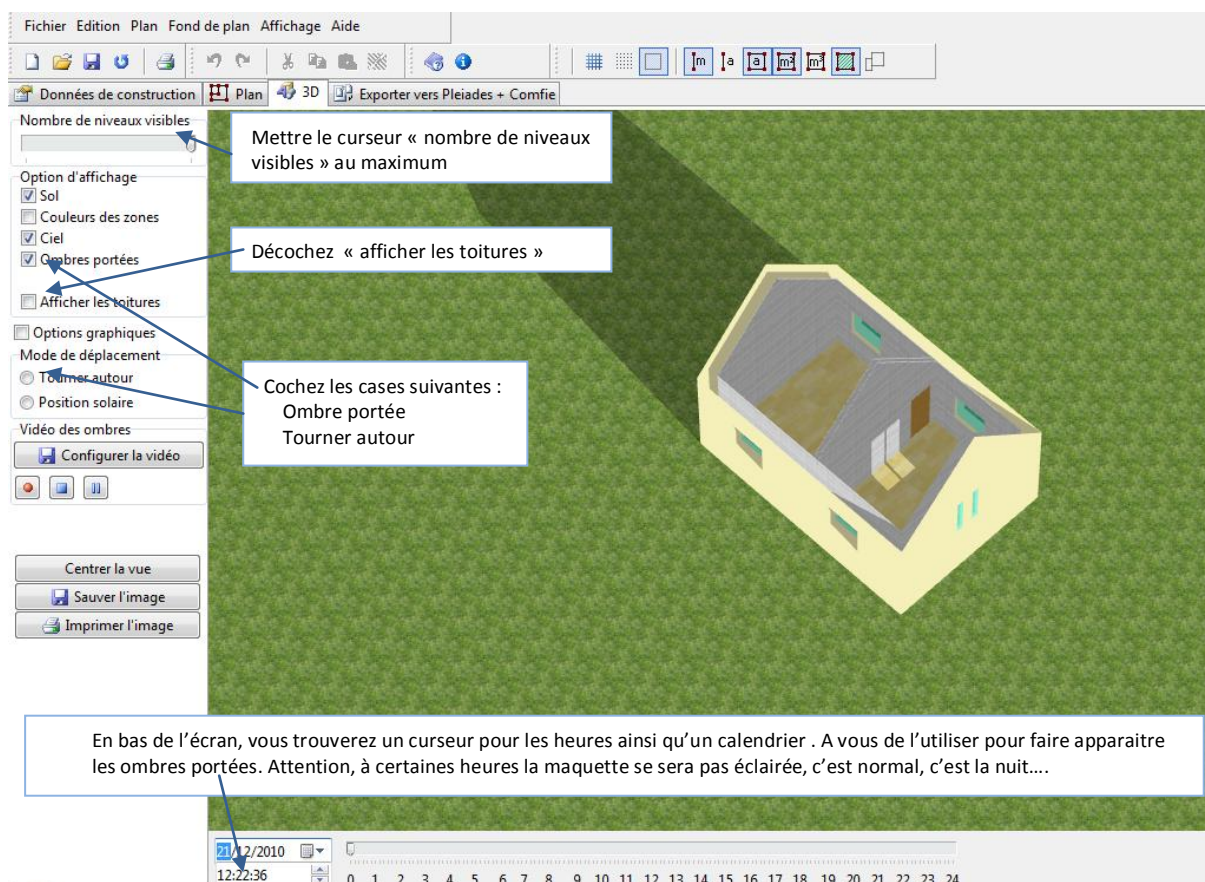 Fichier Edition Plan Fond de plan Affichage Aide
m a a m² m³
Données de construction Plan 3D Exporter vers Pleiades + Comfie
Nombre de niveaux visibles
Mettre le curseur « nombre de niveaux
visibles » au maximum
Option d'affichage
Sol
Couleurs des zones
Ciel
Ombres portées
Afficher les toitures
Décochez « afficher les toitures »
Options graphiques
Mode de déplacement
Tourner autour
Position solaire
Cochez les cases suivantes :
Ombre portée
Tourner autour
Vidéo des ombres
Configurer la vidéo
Centrer la vue
Sauver l'image
Imprimer l'image
En bas de l’écran, vous trouverez un curseur pour les heures ainsi qu’un calendrier . A vous de l’utiliser pour faire apparaitre
les ombres portées. Attention, à certaines heures la maquette se sera pas éclairée, c’est normal, c’est la nuit….
21/12/2010
12:22:36
0 1 2 3 4 5 6 7 8 9 10 11 12 13 14 15 16 17 18 19 20 21 22 23 24